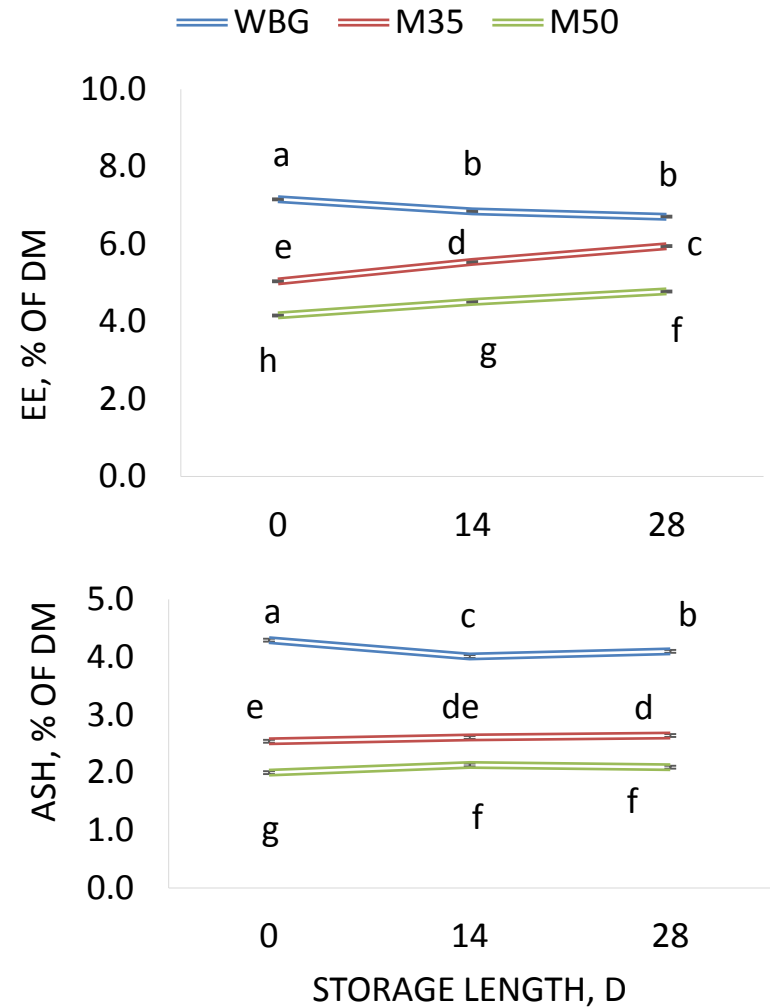 WBG M35 M50
10.0
8.0
6.0
4.0
2.0
0.0
EE, % OF DM
a b b
e d c
h g f
0 14 28
5.0
4.0
3.0
2.0
1.0
0.0
ASH, % OF DM
a c b
e de d
g f f
0 14 28
STORAGE LENGTH, D